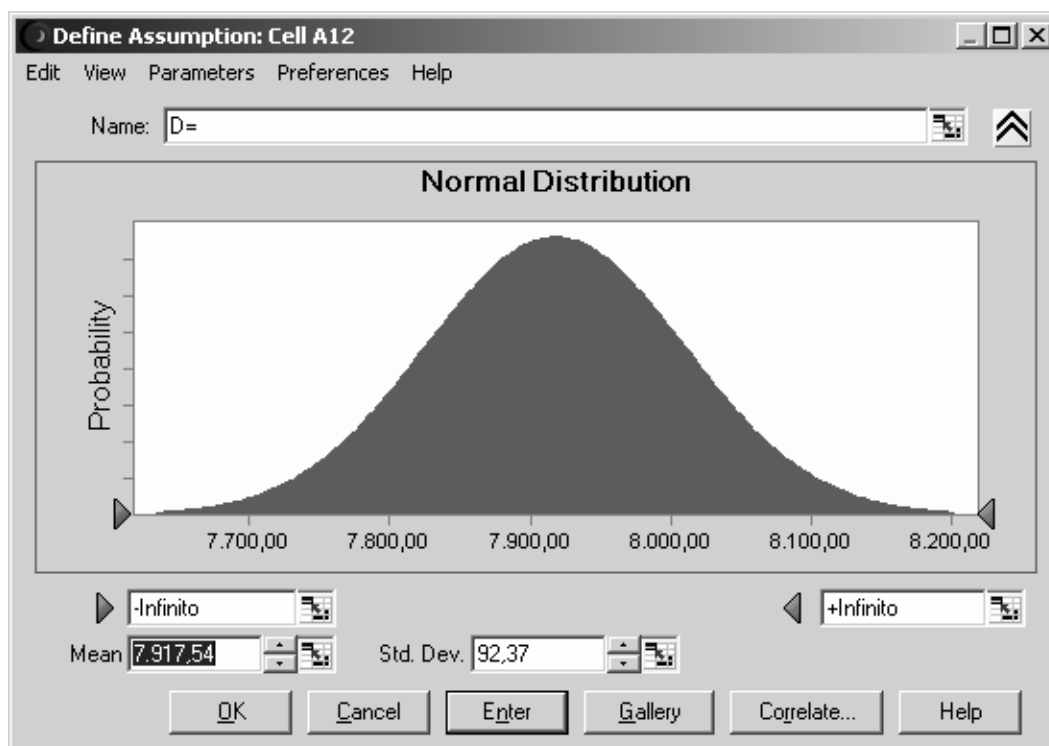 Define Assumption: Cell A12
Edit View Parameters Preferences Help
Name: D=
Normal Distribution
Probability
7.700,00 7.800,00 7.900,00 8.000,00 8.100,00 8.200,00
-Infinito +Infinito
Mean 7.917,54 Std. Dev. 92,37
OK Cancel Enter Gallery Correlate... Help